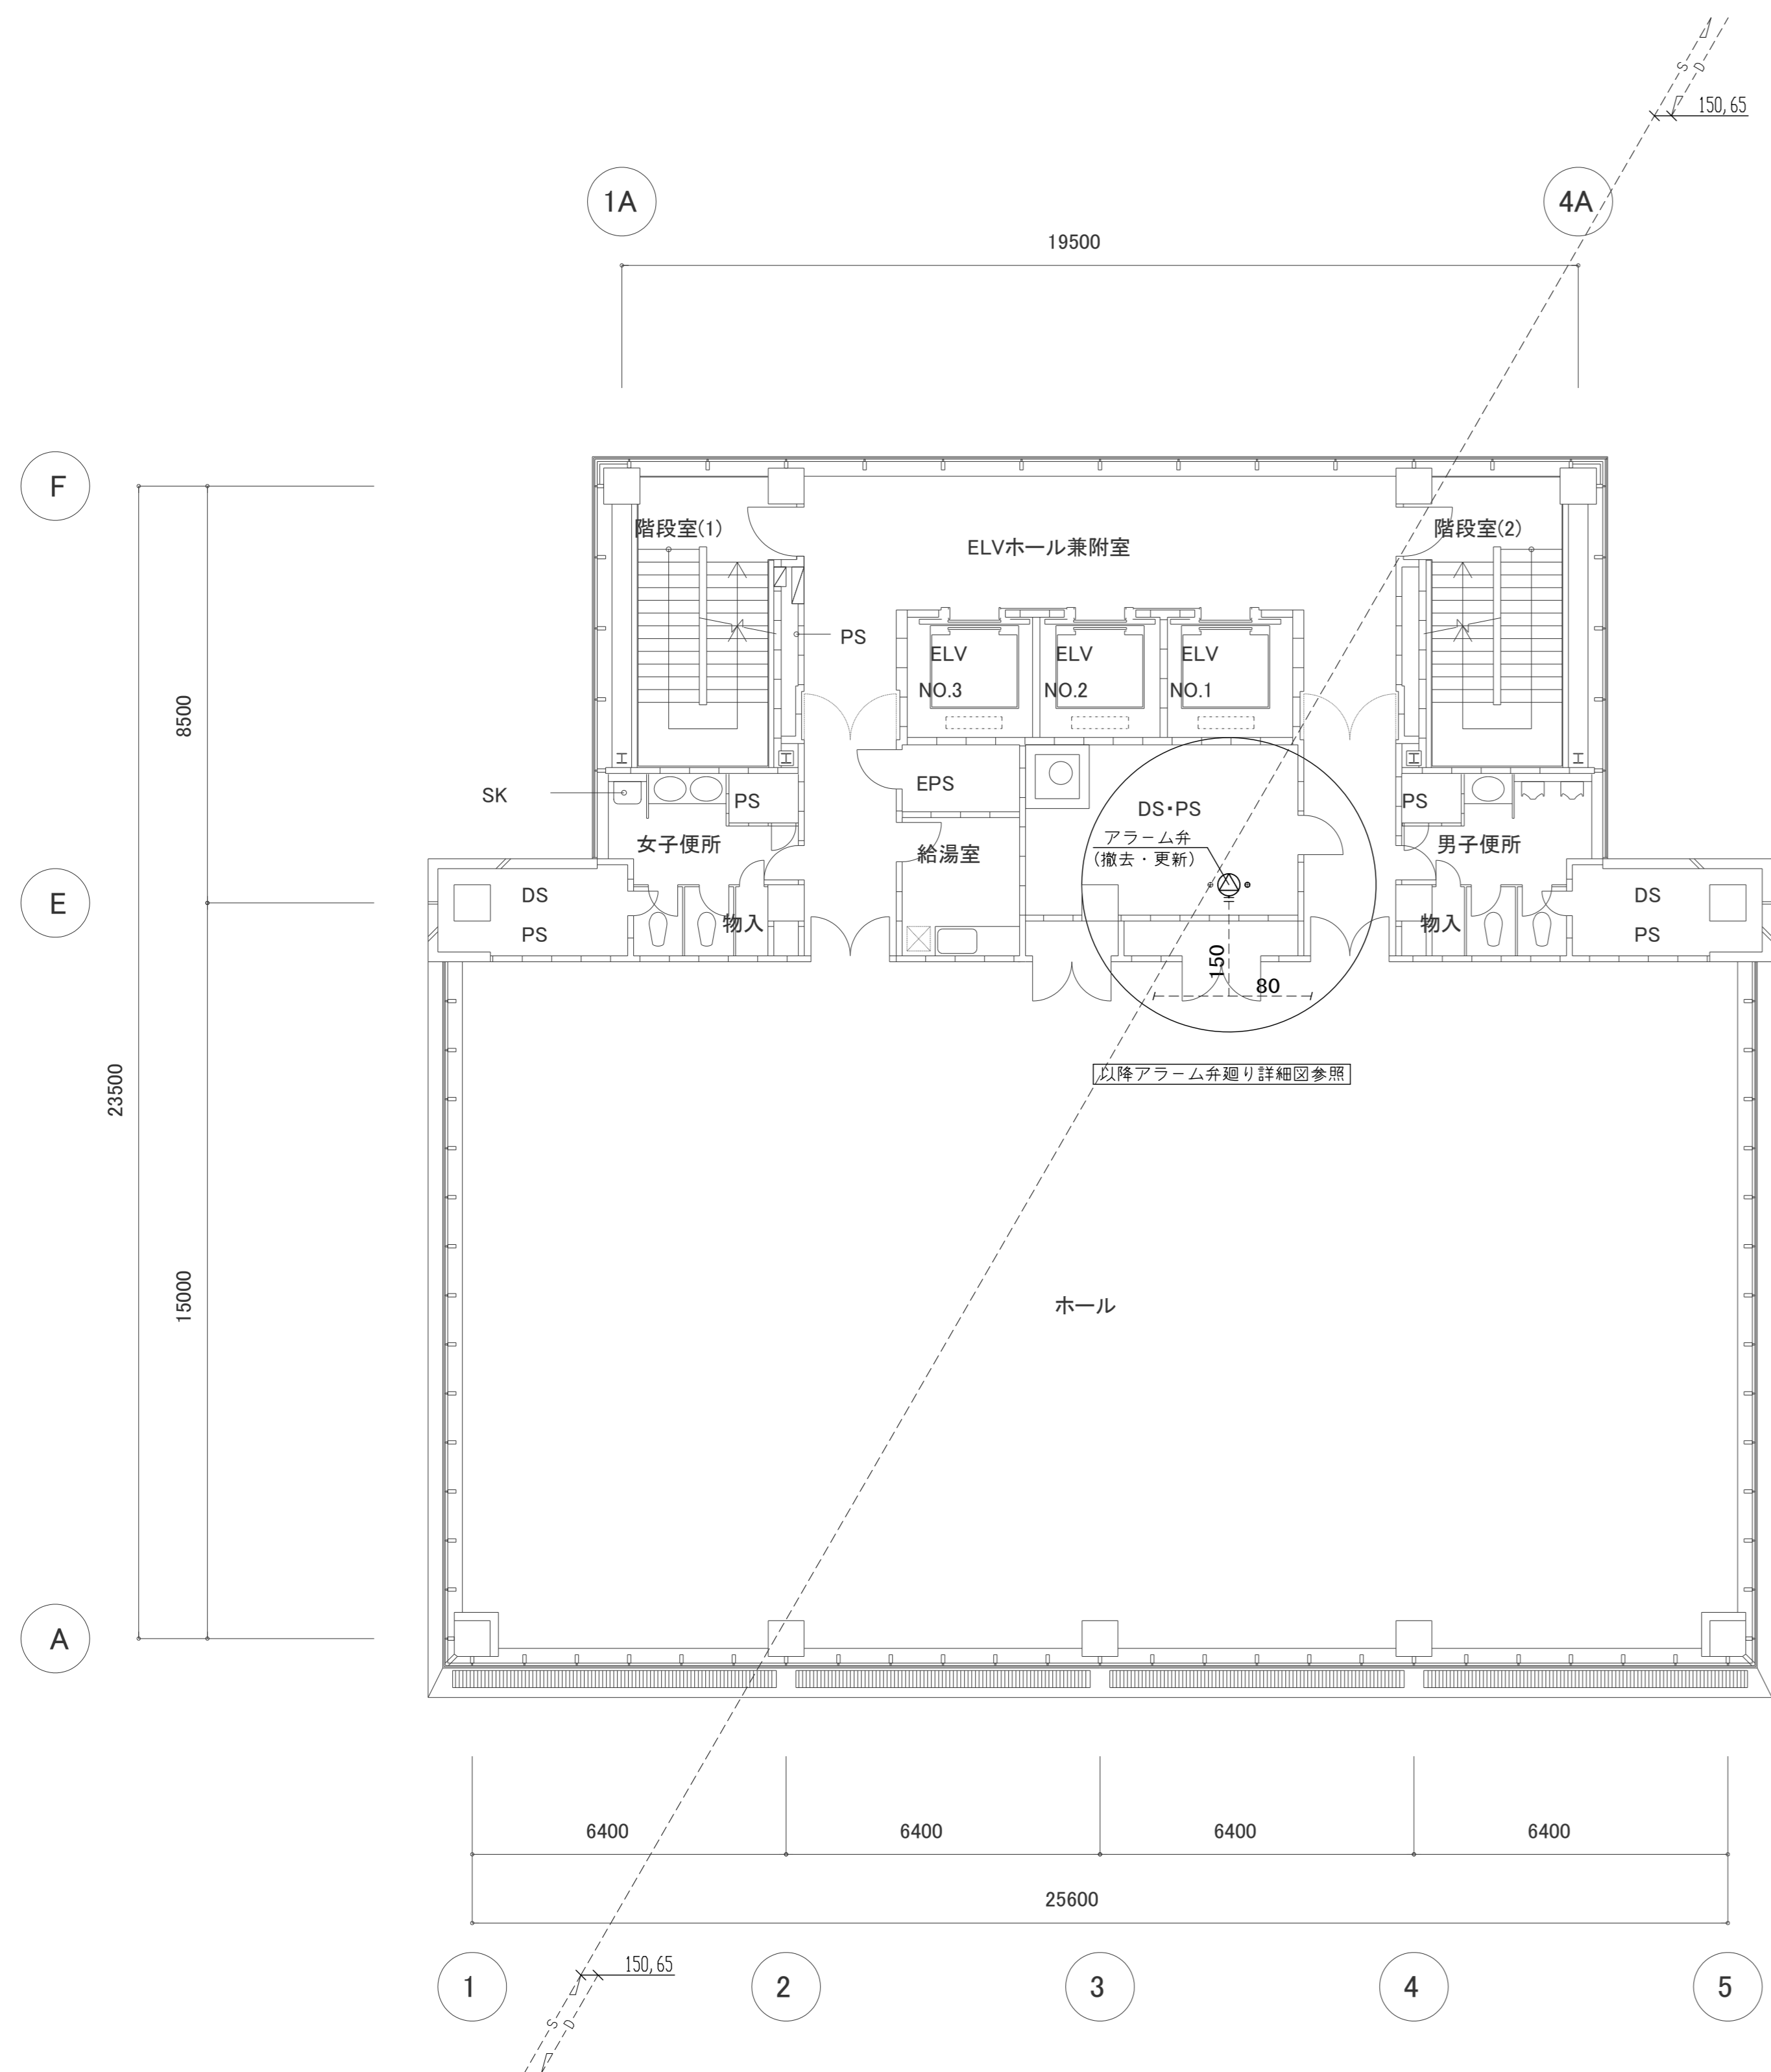 S
D
150,65
1A
4A
19500
F
階段室(1)
階段室(2)
ELVホール兼附室
PS
ELV
NO.3
ELV
NO.2
ELV
NO.1
8500
SK
PS
EPS
DS・PS
PS
アラーム弁
(撤去・更新)
女子便所
給湯室
男子便所
E
DS
PS
物入
物入
DS
PS
150
80
以降アラーム弁廻り詳細図参照
23500
15000
ホール
A
6400
6400
6400
6400
25600
150,65
1
2
3
4
5
S
D